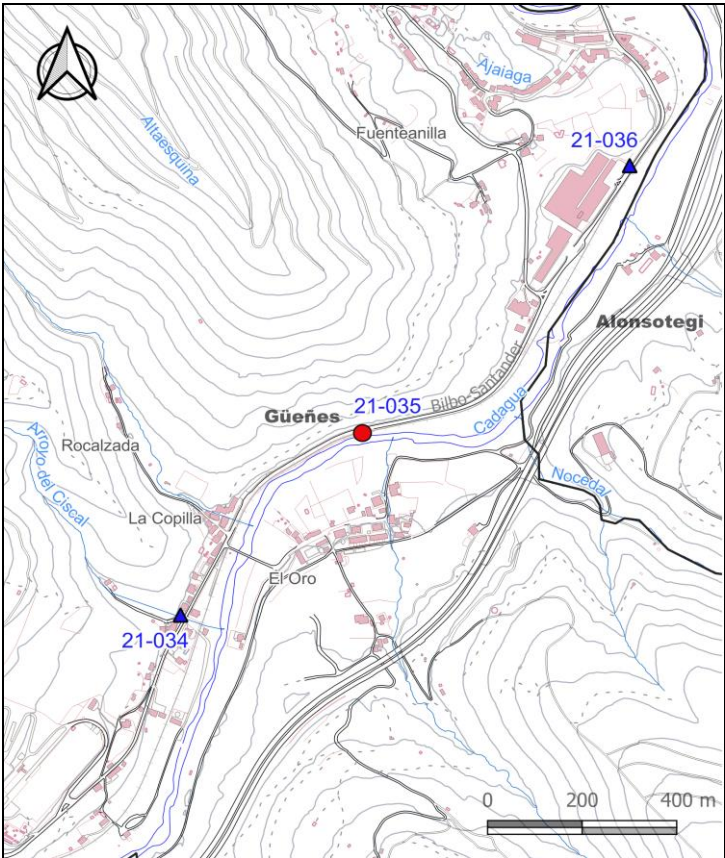 Ajaiaga
Altaesquina
Fuenteanilla
21-036
Alonsotegi
Bilbo-Santander
21-035
Güeñes
Cadagua
Rocalzada
Nocedal
Arroyo del Ciscal
La Copilla
El Oro
21-034
0 200 400 m